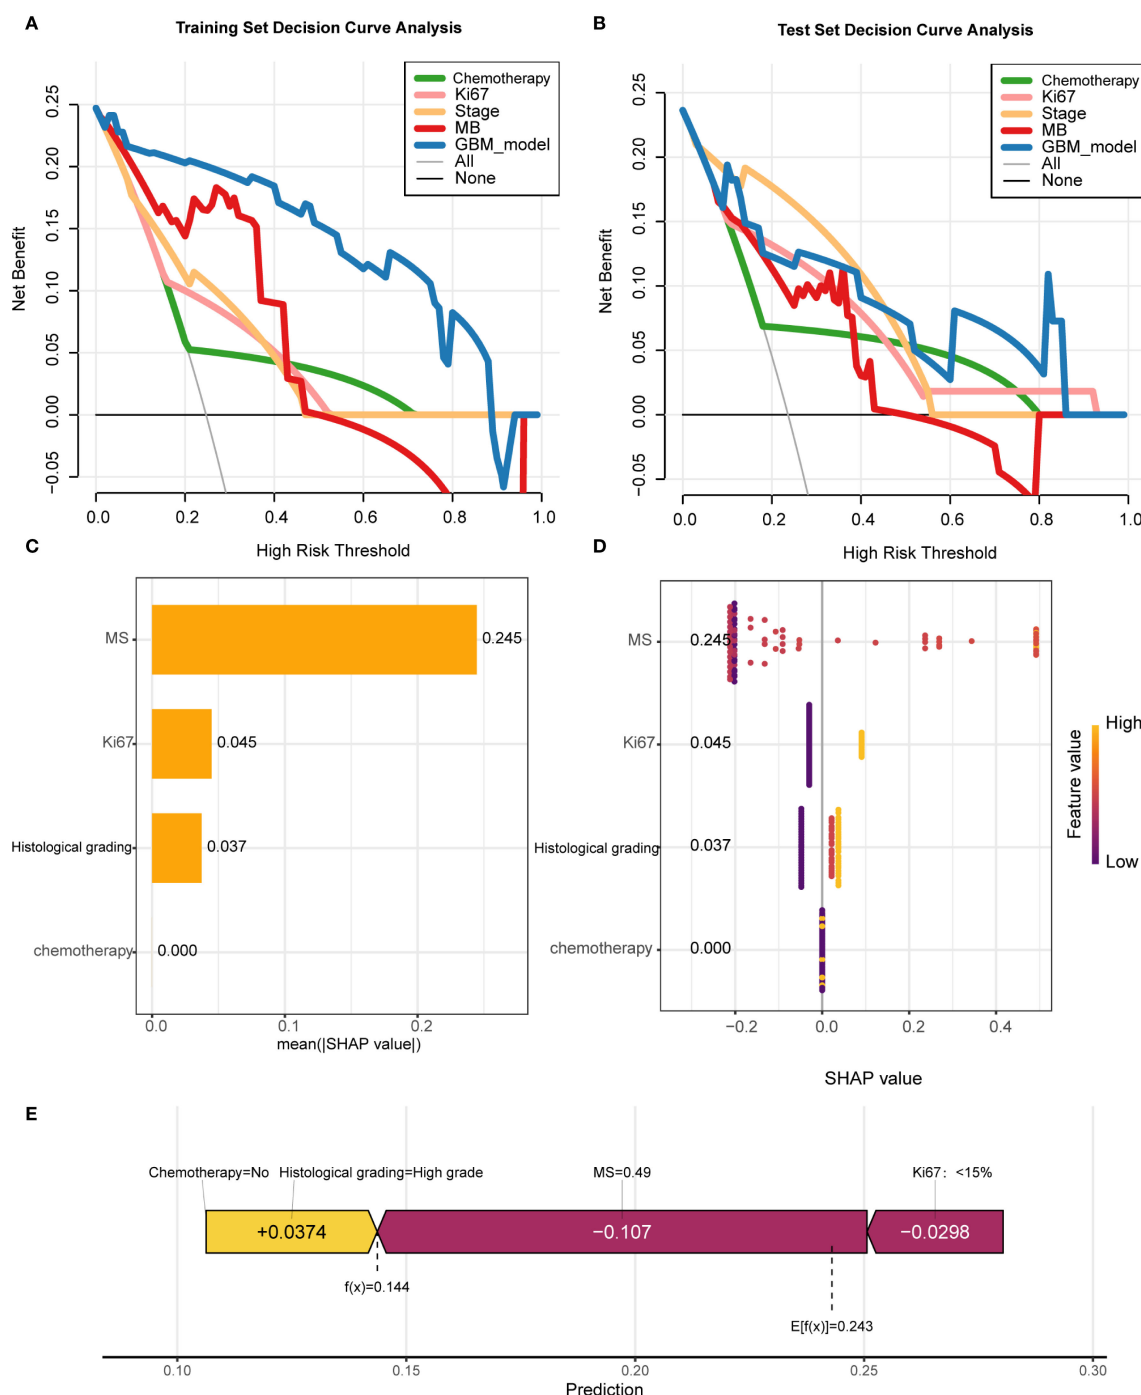 A
Training Set Decision Curve Analysis
Chemotherapy
Ki67
Stage
MB
GBM_model
All
None
Net Benefit
0.25
0.20
0.15
0.10
0.05
0.00
−0.05
0.0 0.2 0.4 0.6 0.8 1.0
High Risk Threshold
B
Test Set Decision Curve Analysis
Chemotherapy
Ki67
Stage
MB
GBM_model
All
None
Net Benefit
0.25
0.20
0.15
0.10
0.05
0.00
−0.05
0.0 0.2 0.4 0.6 0.8 1.0
High Risk Threshold
C
MS 0.245
Ki67 0.045
Histological grading 0.037
chemotherapy 0.000
0.0 0.1 0.2
mean(|SHAP value|)
D
MS 0.245
Ki67 0.045
Histological grading 0.037
chemotherapy 0.000
−0.2 0.0 0.2 0.4
SHAP value
High
Feature value
Low
E
Chemotherapy=No Histological grading=High grade MS=0.49 Ki67: <15%
+0.0374 −0.107 −0.0298
f(x)=0.144
E[f(x)]=0.243
0.10 0.15 0.20 0.25 0.30
Prediction